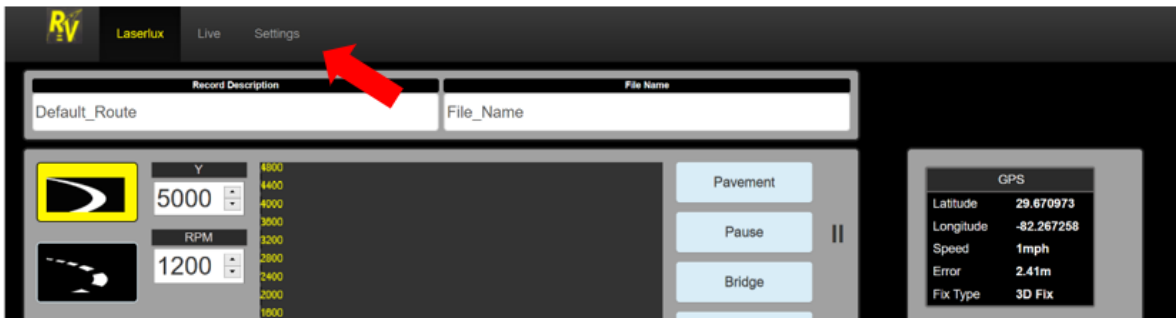 RV
Laserlux Live Settings
Record Description File Name
Default_Route File_Name
Y
5000
RPM
1200
4800
4400
4000
3600
3200
2800
2400
2000
1600
Pavement
Pause
Bridge
GPS
Latitude 29.670973
Longitude -82.267258
Speed 1mph
Error 2.41m
Fix Type 3D Fix